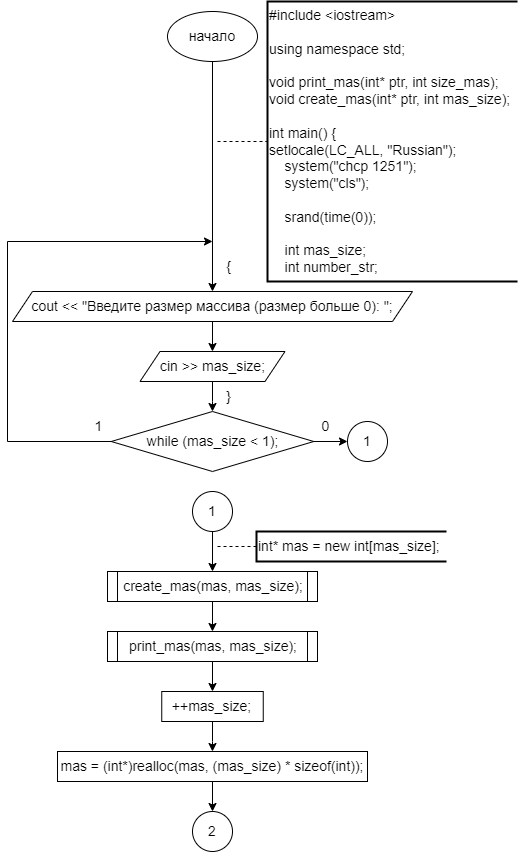 начало
#include <iostream>
using namespace std;
void print_mas(int* ptr, int size_mas);
void create_mas(int* ptr, int mas_size);
int main() {
setlocale(LC_ALL, "Russian");
system("chcp 1251");
system("cls");
srand(time(0));
int mas_size;
int number_str;
{
cout << "Введите размер массива (размер больше 0): ";
cin >> mas_size;
}
1
while (mas_size < 1);
0
1
1
int* mas = new int[mas_size];
create_mas(mas, mas_size);
print_mas(mas, mas_size);
++mas_size;
mas = (int*)realloc(mas, (mas_size) * sizeof(int));
2